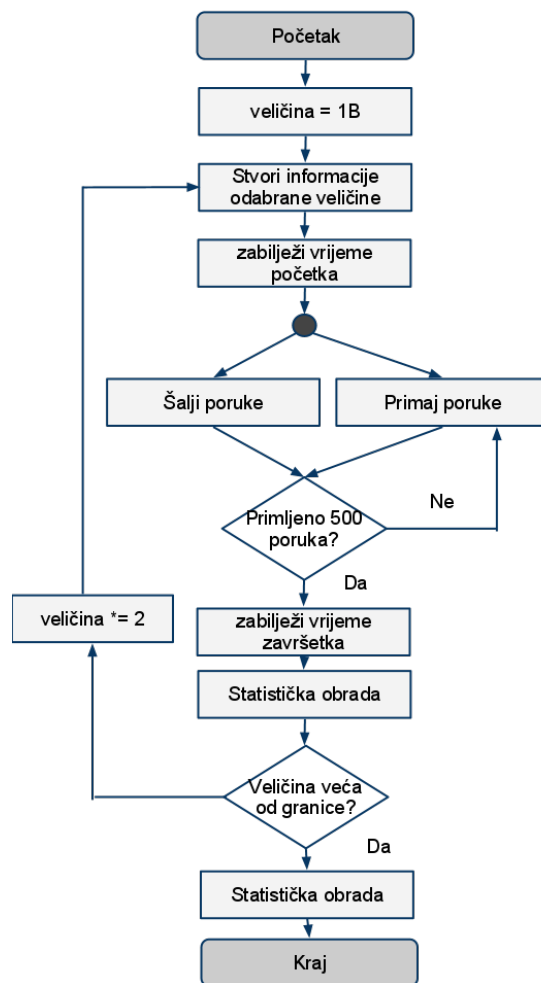 Početak
veličina = 1B
Stvori informacije
odabrane veličine
zabilježi vrijeme
početka
Šalji poruke
Primaj poruke
Primljeno 500
poruka?
Ne
Da
veličina *= 2
zabilježi vrijeme
završetka
Statistička obrada
Veličina veća
od granice?
Da
Statistička obrada
Kraj